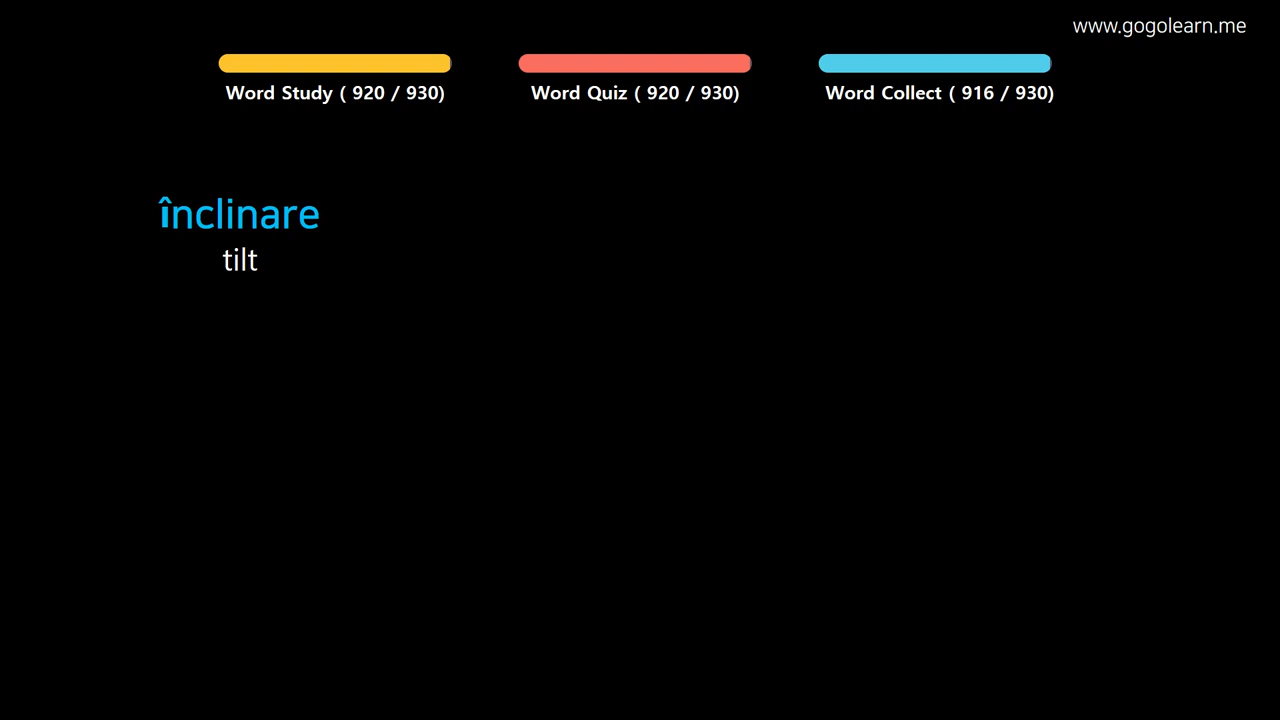 www.gogolearn.me
Word Study ( 920 / 930)
Word Quiz ( 920 / 930)
Word Collect ( 916 / 930)
înclinare
tilt